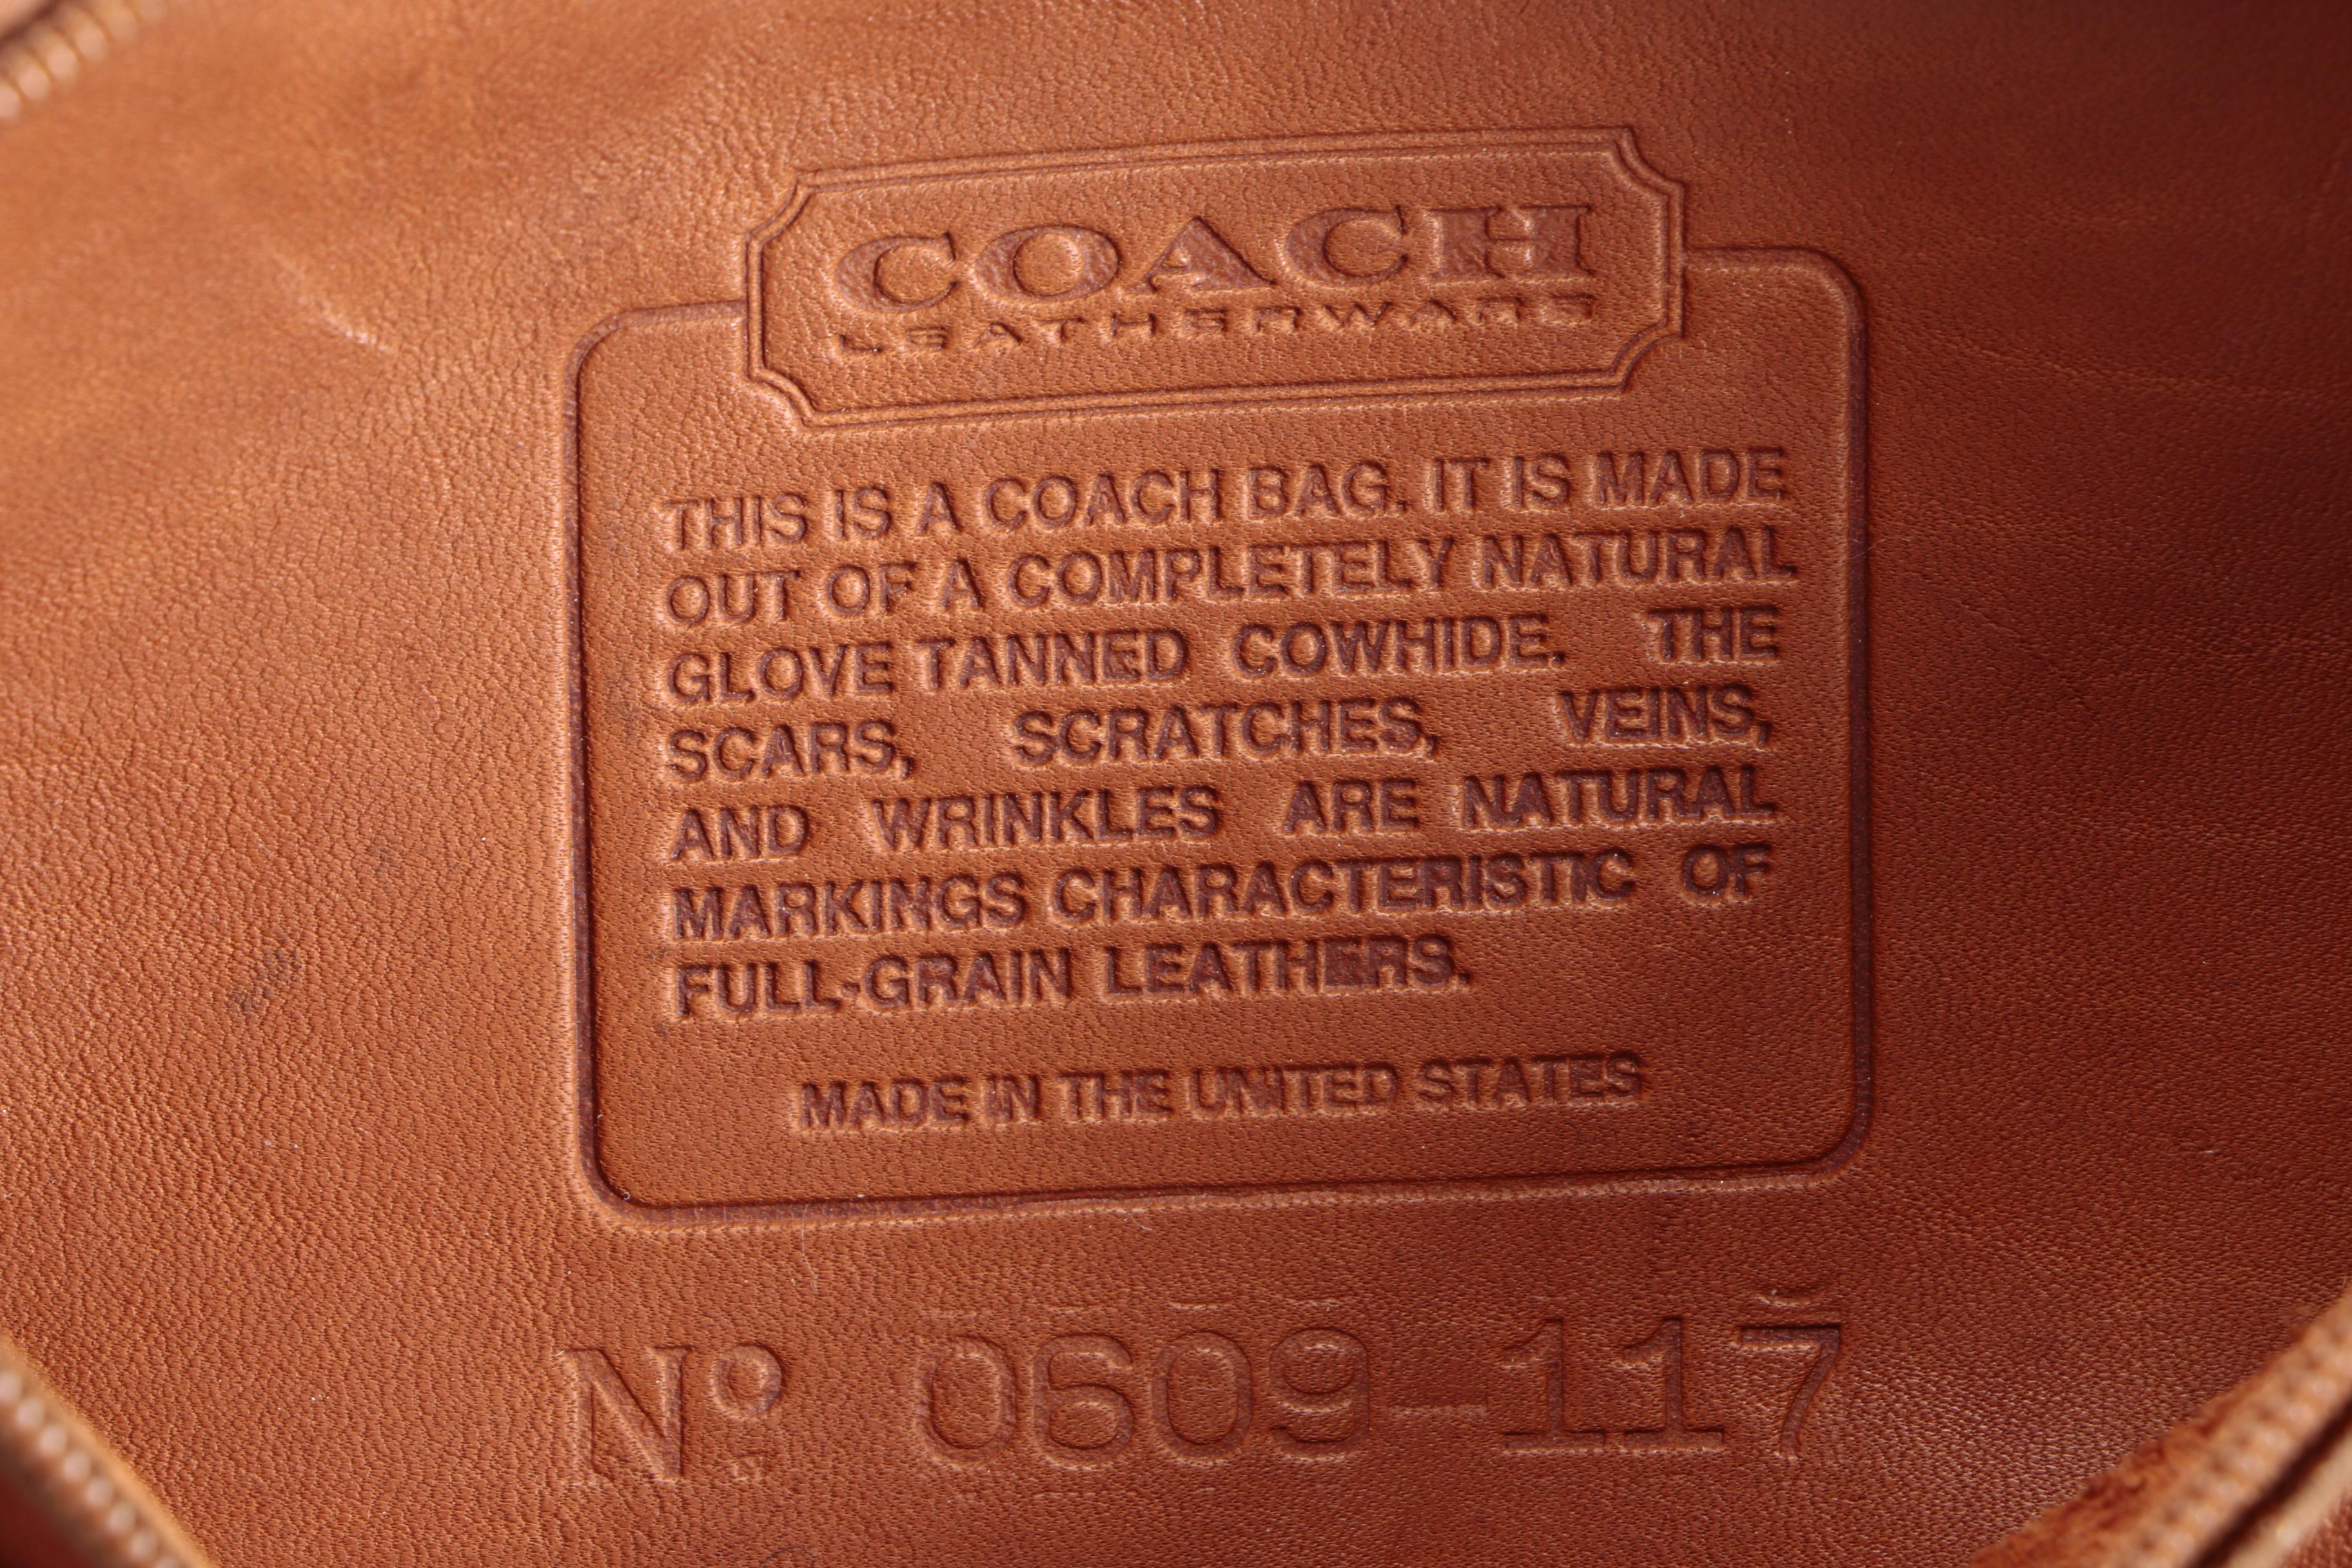 COACH
LEATHERWARE
THIS IS A COACH BAG. IT IS MADE
OUT OF A COMPLETELY NATURAL
GLOVE TANNED COWHIDE. THE
SCARS, SCRATCHES, VEINS,
AND WRINKLES ARE NATURAL
MARKINGS CHARACTERISTIC OF
FULL-GRAIN LEATHERS.
MADE IN THE UNITED STATES
No. 0609-117